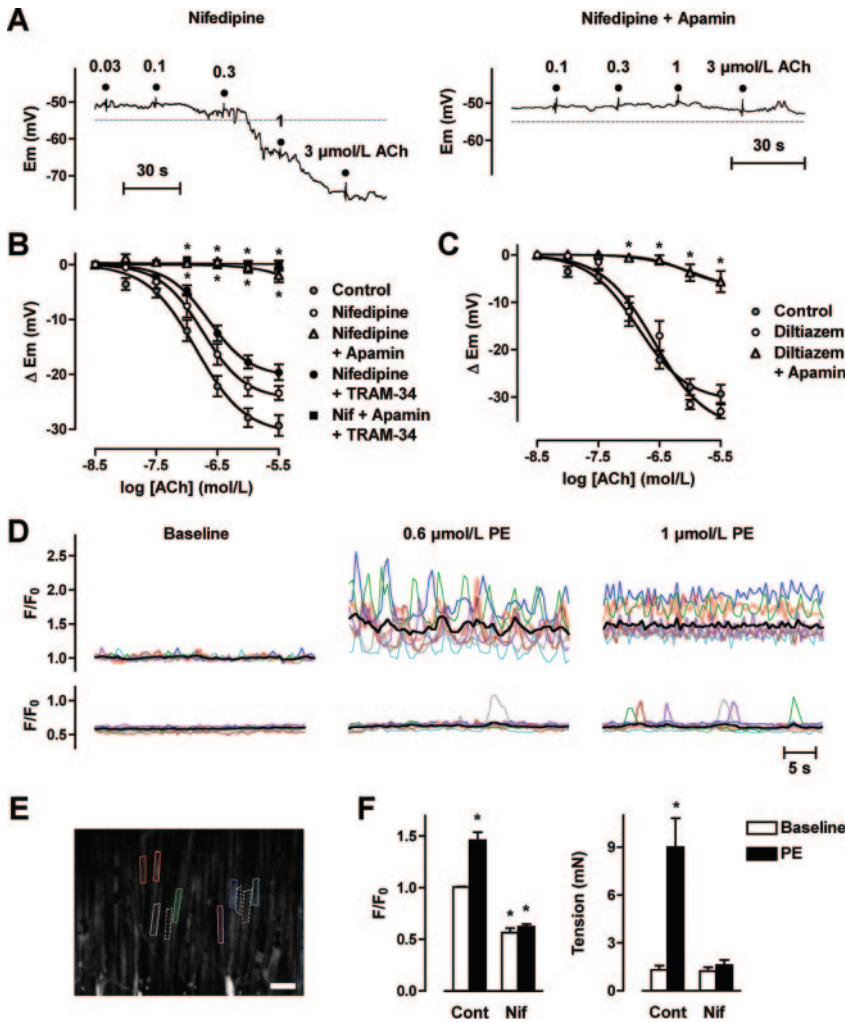 A
Nifedipine
Nifedipine + Apamin
0.03
0.1
0.3
1
3 µmol/L ACh
0.1
0.3
1
3 µmol/L ACh
Em (mV)
-50
-60
-70
30 s
Em (mV)
-50
-60
30 s
B
Δ Em (mV)
0
-10
-20
-30
* * * *
* * * *
-8.5
-7.5
-6.5
-5.5
log [ACh] (mol/L)
Control
Nifedipine
Nifedipine
+ Apamin
Nifedipine
+ TRAM-34
Nif + Apamin
+ TRAM-34
C
Δ Em (mV)
0
-10
-20
-30
* * * *
-8.5
-7.5
-6.5
-5.5
log [ACh] (mol/L)
Control
Diltiazem
Diltiazem
+ Apamin
D
Baseline
0.6 µmol/L PE
1 µmol/L PE
F/F0
2.5
2.0
1.5
1.0
F/F0
1.0
0.5
5 s
E
F
F/F0
1.5
1.0
0.5
0.0
*
* *
Cont
Nif
Tension (mN)
9
6
3
0
*
Cont
Nif
Baseline
PE